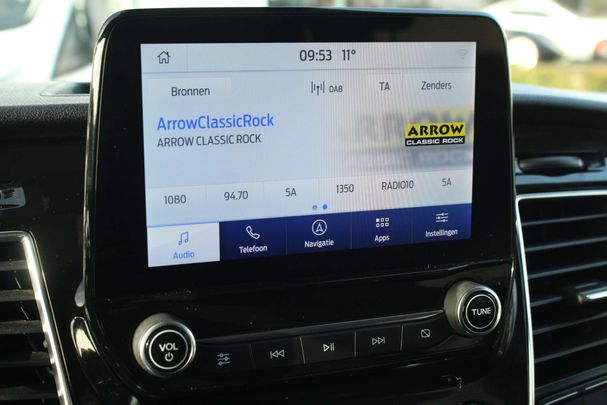 09:53 11°
Bronnen DAB TA Zenders
ArrowClassicRock
ARROW CLASSIC ROCK
ARROW
CLASSIC ROCK
1080 94.70 5A 1350 RADIO10 5A
Audio Telefoon Navigatie Apps Instellingen
VOL
TUNE